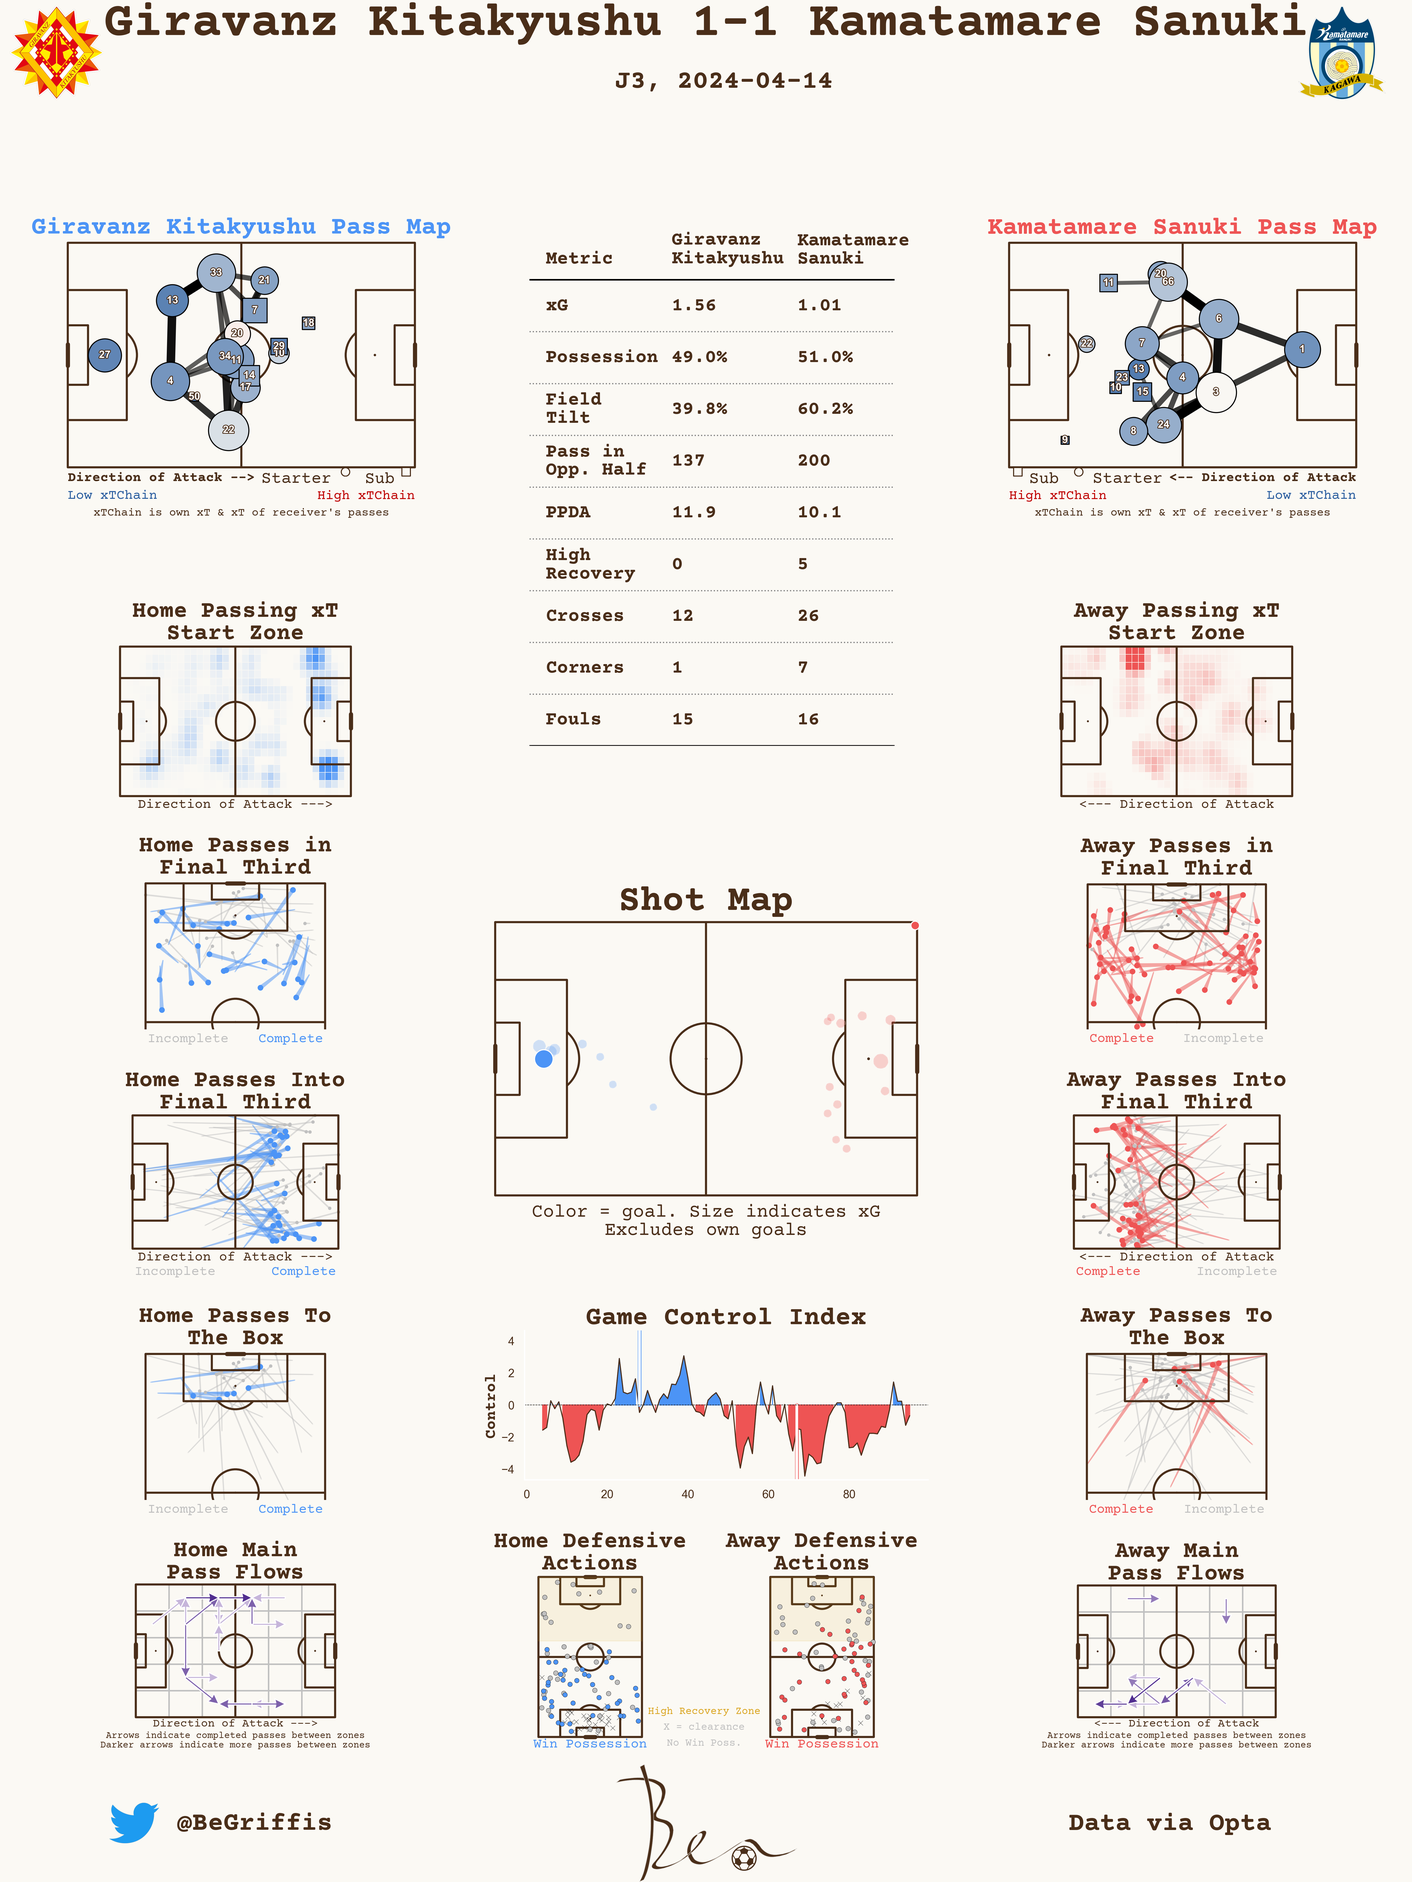 Giravanz Kitakyushu 1-1 Kamatamare Sanuki
J3, 2024-04-14
GIRAVANZ
KITAKYUSHU
Kamatamare
SANUKI
KAGAWA
Giravanz Kitakyushu Pass Map
33
21
13
7
18
20
27
34
11
29
10
14
17
4
50
22
Direction of Attack --> Starter Sub
Low xTChain High xTChain
xTChain is own xT & xT of receiver's passes
Metric Giravanz Kitakyushu Kamatamare Sanuki
xG 1.56 1.01
Possession 49.0% 51.0%
Field Tilt 39.8% 60.2%
Pass in Opp. Half 137 200
PPDA 11.9 10.1
High Recovery 0 5
Crosses 12 26
Corners 1 7
Fouls 15 16
Kamatamare Sanuki Pass Map
11
20
66
6
22
7
1
13
23
10
15
4
3
9
8
24
Sub Starter <-- Direction of Attack
High xTChain Low xTChain
xTChain is own xT & xT of receiver's passes
Home Passing xT
Start Zone
Direction of Attack --->
Away Passing xT
Start Zone
<--- Direction of Attack
Home Passes in
Final Third
Incomplete Complete
Away Passes in
Final Third
Complete Incomplete
Shot Map
Color = goal. Size indicates xG
Excludes own goals
Home Passes Into
Final Third
Direction of Attack --->
Incomplete Complete
Away Passes Into
Final Third
<--- Direction of Attack
Complete Incomplete
Home Passes To
The Box
Incomplete Complete
Game Control Index
Control
4
2
0
−2
−4
0 20 40 60 80
Away Passes To
The Box
Complete Incomplete
Home Main
Pass Flows
Direction of Attack --->
Arrows indicate completed passes between zones
Darker arrows indicate more passes between zones
Home Defensive
Actions
Win Possession
High Recovery Zone
X = clearance
No Win Poss.
Away Defensive
Actions
Win Possession
Away Main
Pass Flows
<--- Direction of Attack
Arrows indicate completed passes between zones
Darker arrows indicate more passes between zones
@BeGriffis
Ben
Data via Opta